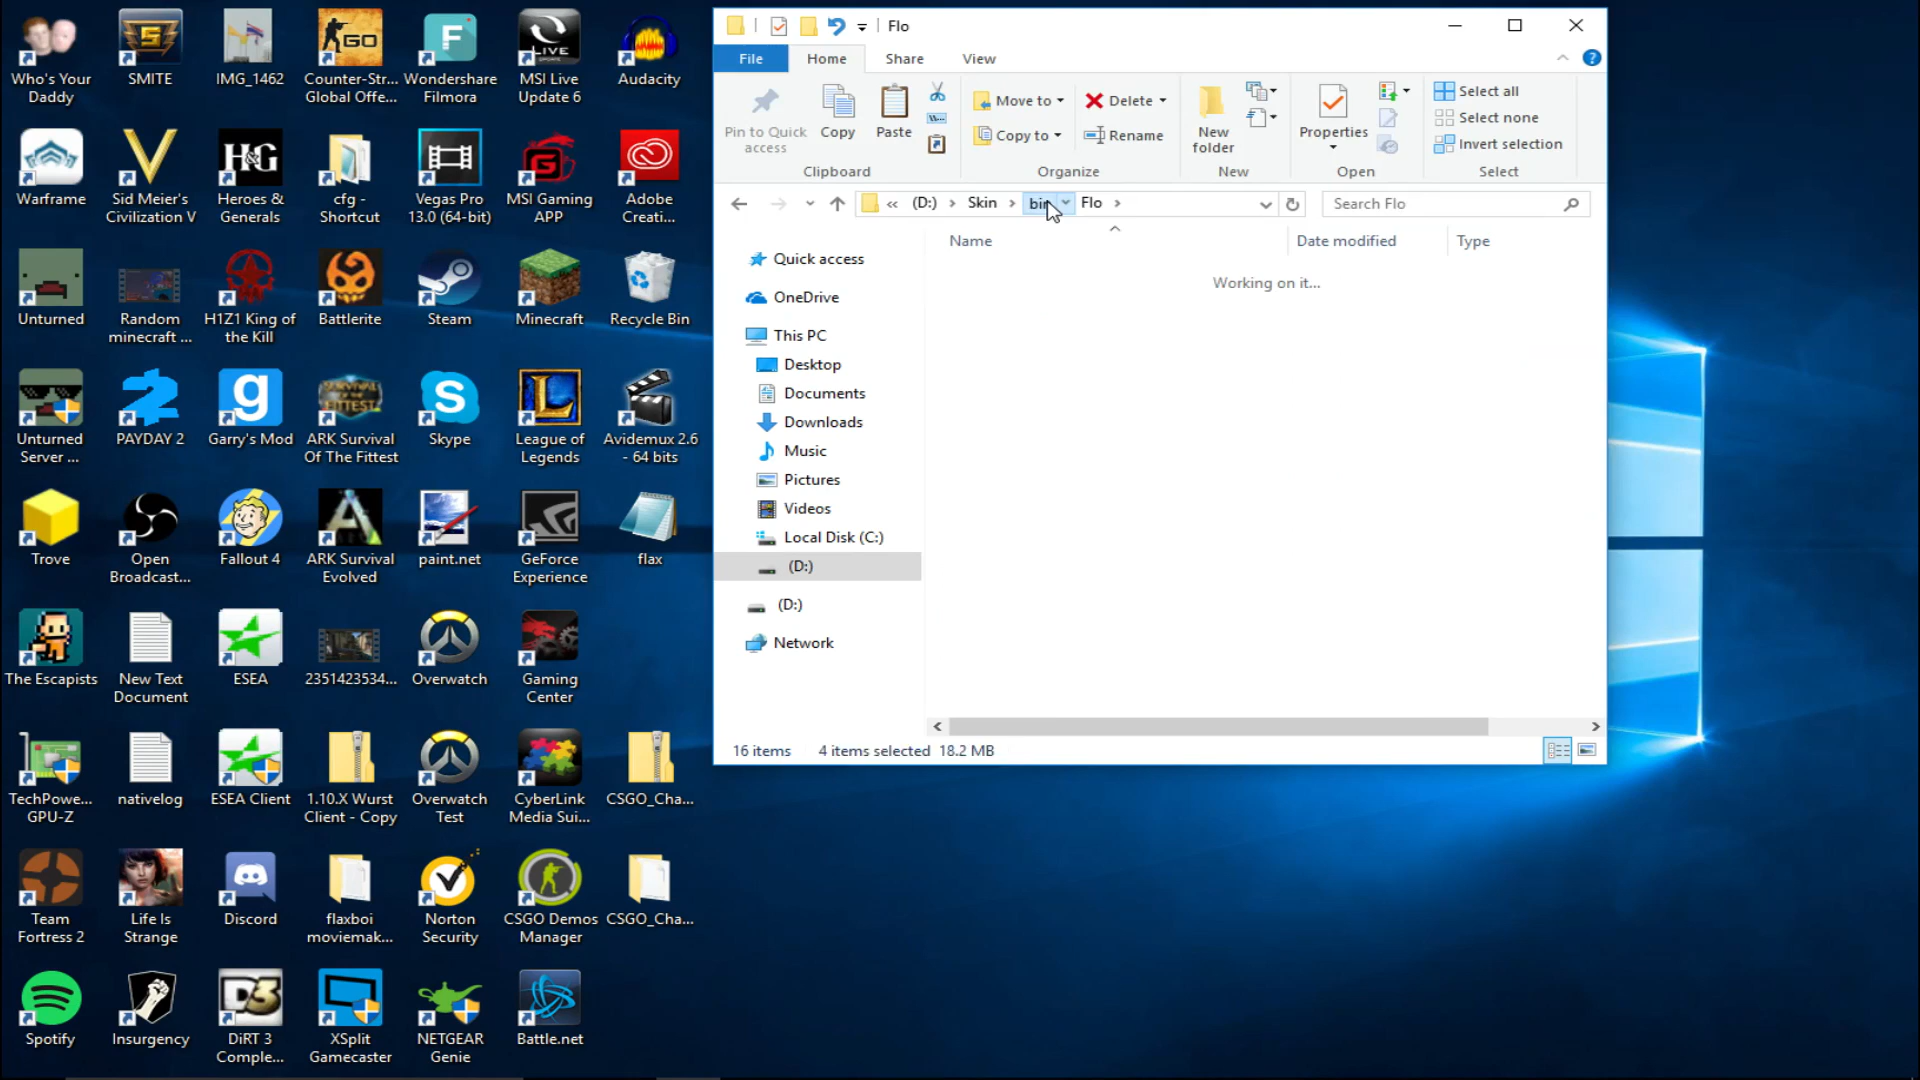 Who's Your
Daddy
SMITE
IMG_1462
Counter-Str...
Global Offe...
Wondershare
Filmora
MSI Live
Update 6
Audacity
Warframe
Sid Meier's
Civilization V
Heroes &
Generals
cfg -
Shortcut
Vegas Pro
13.0 (64-bit)
MSI Gaming
APP
Adobe
Creati...
Unturned
Random
minecraft ...
H1Z1 King of
the Kill
Battlerite
Steam
Minecraft
Recycle Bin
Unturned
Server ...
PAYDAY 2
Garry's Mod
ARK Survival
Of The Fittest
Skype
League of
Legends
Avidemux 2.6
- 64 bits
Trove
Open
Broadcast...
Fallout 4
ARK Survival
Evolved
paint.net
GeForce
Experience
flax
The Escapists
New Text
Document
ESEA
2351423534...
Overwatch
Gaming
Center
TechPowe...
GPU-Z
nativelog
ESEA Client
1.10.X Wurst
Client - Copy
Overwatch
Test
CyberLink
Media Sui...
CSGO_Cha...
Team
Fortress 2
Life Is
Strange
Discord
flaxboi
moviemak...
Norton
Security
CSGO Demos
Manager
CSGO_Cha...
Spotify
Insurgency
DiRT 3
Comple...
XSplit
Gamecaster
NETGEAR
Genie
Battle.net
GO
LIVE
H&G
D3
Flo
File
Home
Share
View
Pin to Quick
access
Copy
Paste
Clipboard
Move to
Copy to
Delete
Rename
Organize
New
folder
New
Properties
Open
Select all
Select none
Invert selection
Select
« (D:) > Skin > bin Flo >
Search Flo
Name
Date modified
Type
Working on it...
Quick access
OneDrive
This PC
Desktop
Documents
Downloads
Music
Pictures
Videos
Local Disk (C:)
(D:)
(D:)
Network
16 items 4 items selected 18.2 MB